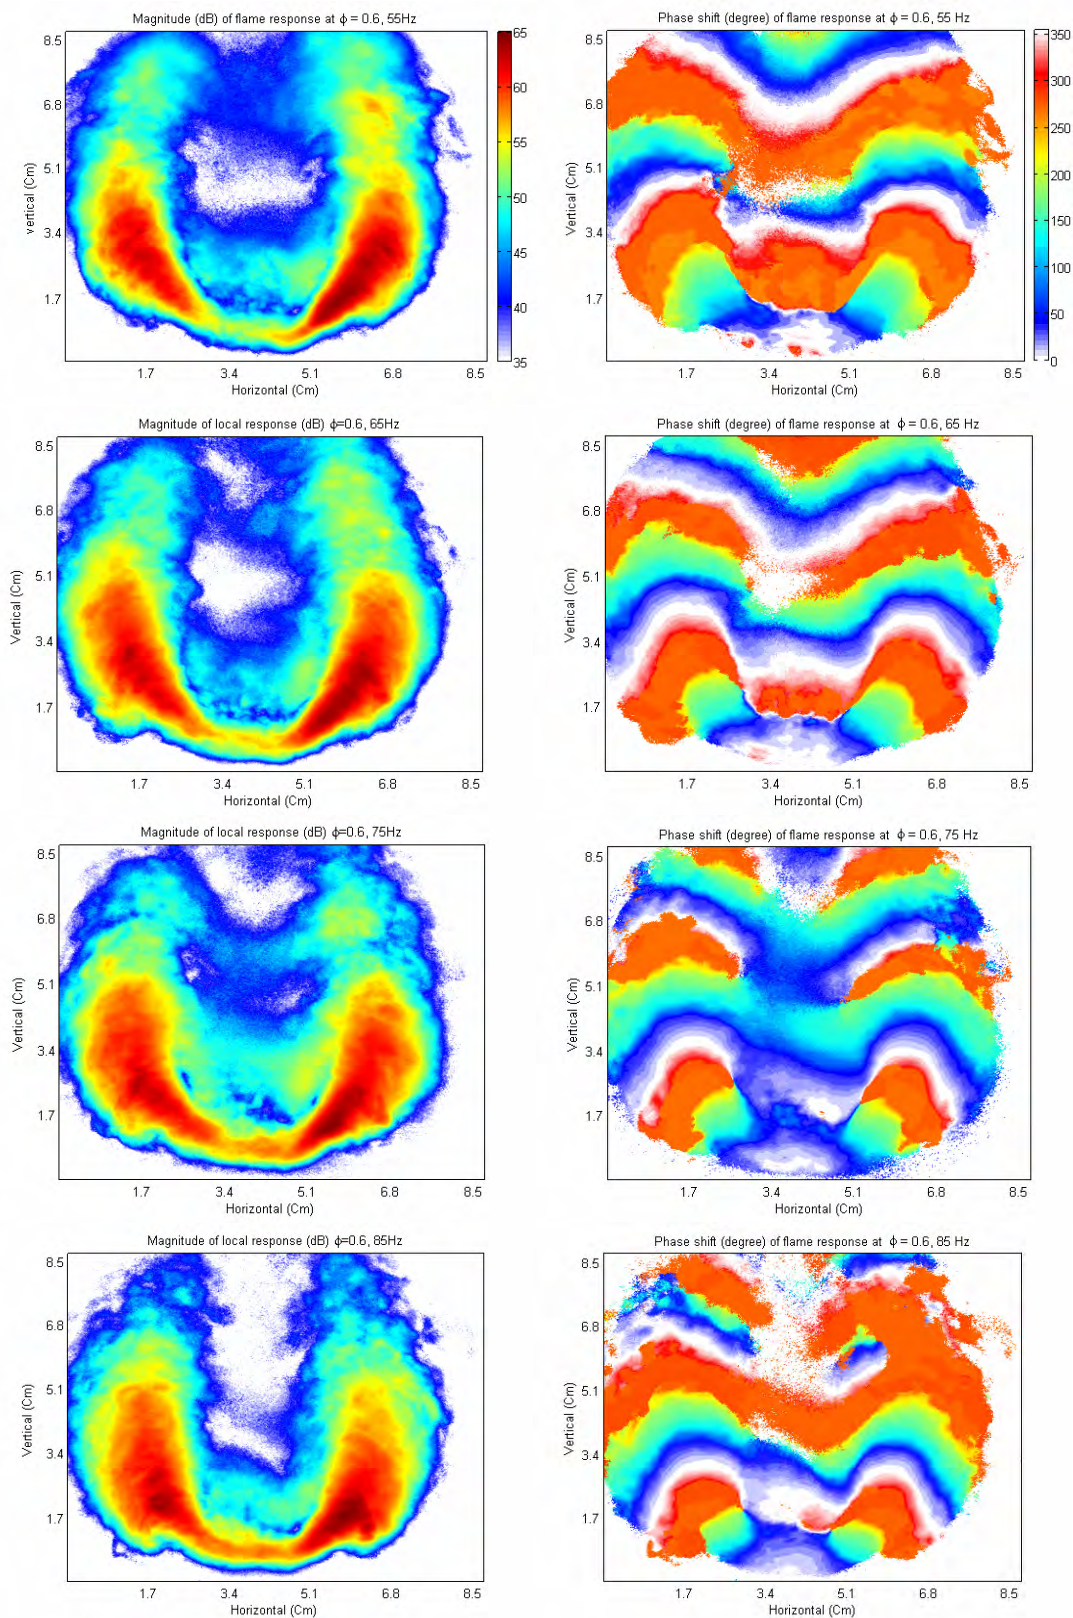 Magnitude (dB) of flame response at ϕ = 0.6, 55Hz
8.5
6.8
5.1
3.4
1.7
vertical (Cm)
1.7 3.4 5.1 6.8 8.5
Horizontal (Cm)
65
60
55
50
45
40
35
Phase shift (degree) of flame response at ϕ = 0.6, 55 Hz
8.5
6.8
5.1
3.4
1.7
Vertical (Cm)
1.7 3.4 5.1 6.8 8.5
Horizontal (Cm)
350
300
250
200
150
100
50
0
Magnitude of local response (dB) ϕ=0.6, 65Hz
8.5
6.8
5.1
3.4
1.7
Vertical (Cm)
1.7 3.4 5.1 6.8 8.5
Horizontal (Cm)
Phase shift (degree) of flame response at ϕ = 0.6, 65 Hz
8.5
6.8
5.1
3.4
1.7
Vertical (Cm)
1.7 3.4 5.1 6.8 8.5
Horizontal (Cm)
Magnitude of local response (dB) ϕ=0.6, 75Hz
8.5
6.8
5.1
3.4
1.7
Vertical (Cm)
1.7 3.4 5.1 6.8 8.5
Horizontal (Cm)
Phase shift (degree) of flame response at ϕ = 0.6, 75 Hz
8.5
6.8
5.1
3.4
1.7
Vertical (Cm)
1.7 3.4 5.1 6.8 8.5
Horizontal (Cm)
Magnitude of local response (dB) ϕ=0.6, 85Hz
8.5
6.8
5.1
3.4
1.7
Vertical (Cm)
1.7 3.4 5.1 6.8 8.5
Horizontal (Cm)
Phase shift (degree) of flame response at ϕ = 0.6, 85 Hz
8.5
6.8
5.1
3.4
1.7
Vertical (Cm)
1.7 3.4 5.1 6.8 8.5
Horizontal (Cm)